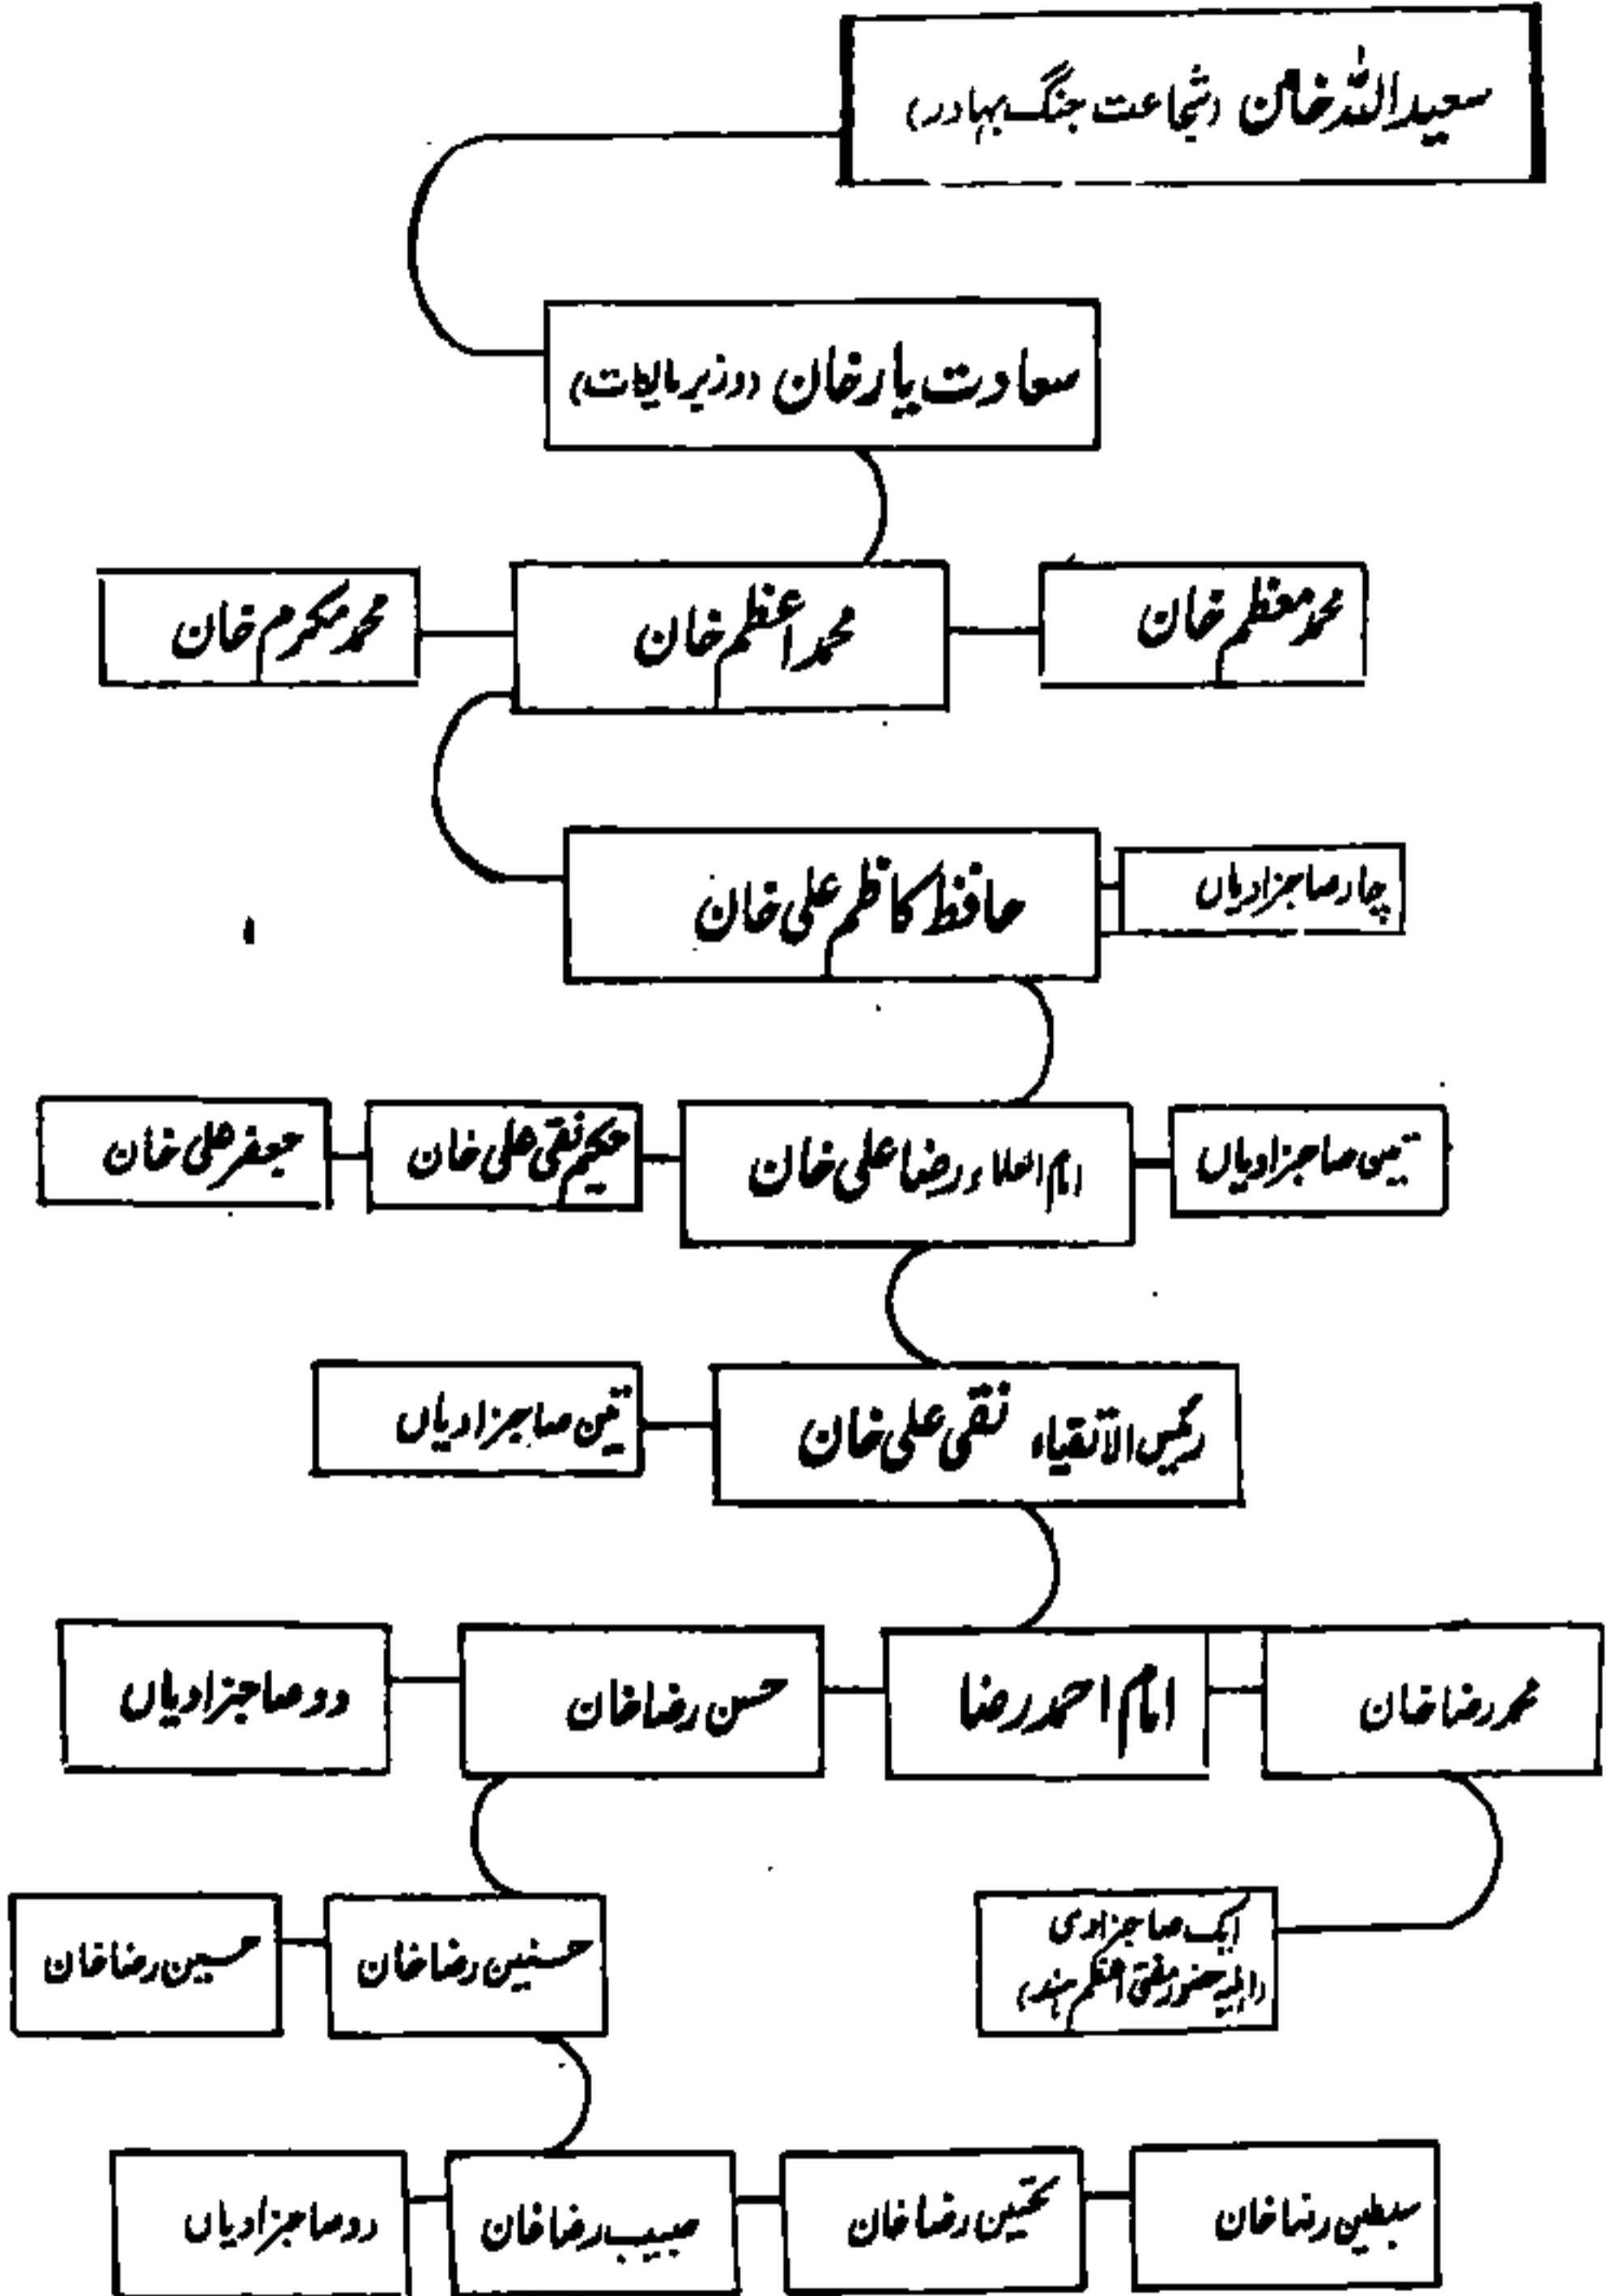 سعید اللہ خان (شجاعت جنگ بہادر)
سعادت یار خان (وزیر مالیات)
محمد معظم خان
محمد اعظم خان
محمد مکرم خان
حافظ کاظم علی خان
چار صاحبزادیاں
تین صاحبزادیاں
امام العلماء رضا علی خان
حکیم نقی علی خان
جعفر علی خان
رئیس الاتقیاء نقی علی خان
تین صاحبزادیاں
محمد رضا خان
امام احمد رضا
حسن رضا خان
دو صاحبزادیاں
ایک صاحبزادی
(اہلیہ حضور مفتی اعظم ہند)
حسنین رضا خان
حسین رضا خان
سبطین رضا خان
تحسین رضا خان
حبیب رضا خان
دو صاحبزادیاں